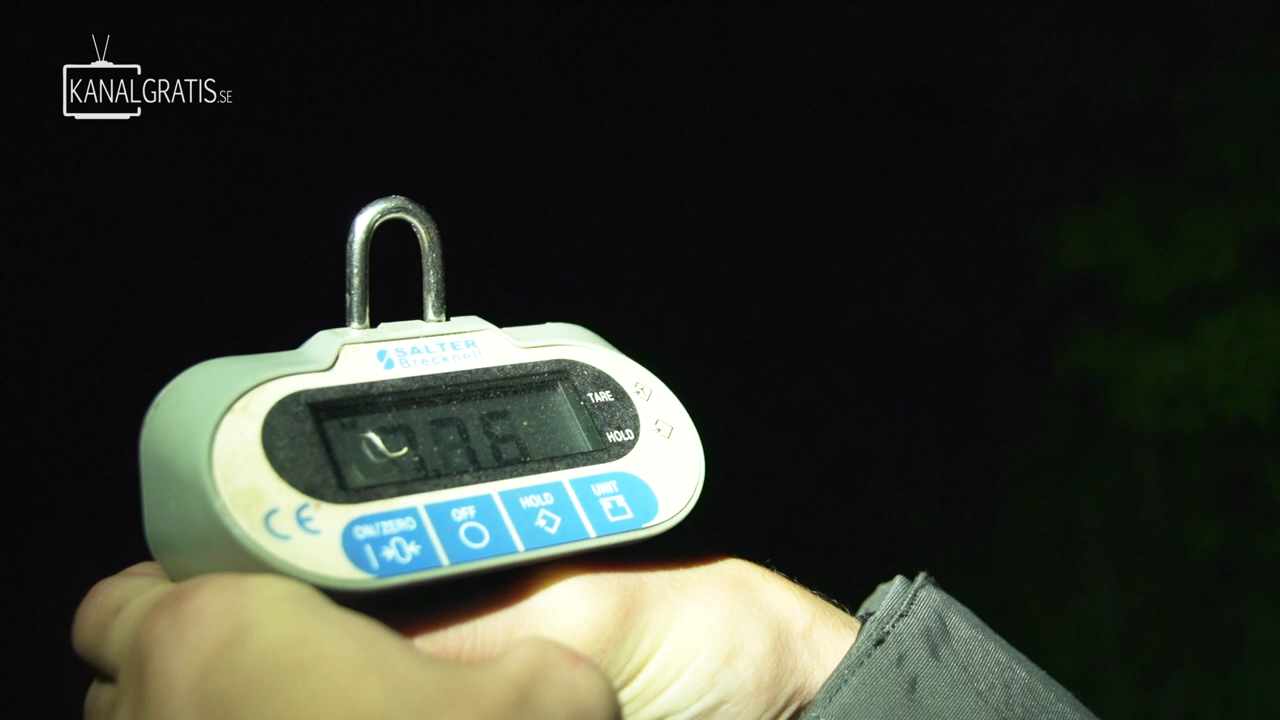 KANALGRATIS.SE
SALTER
Brecknell
TARE
HOLD
CE
ON/ZERO
OFF
HOLD
UNIT